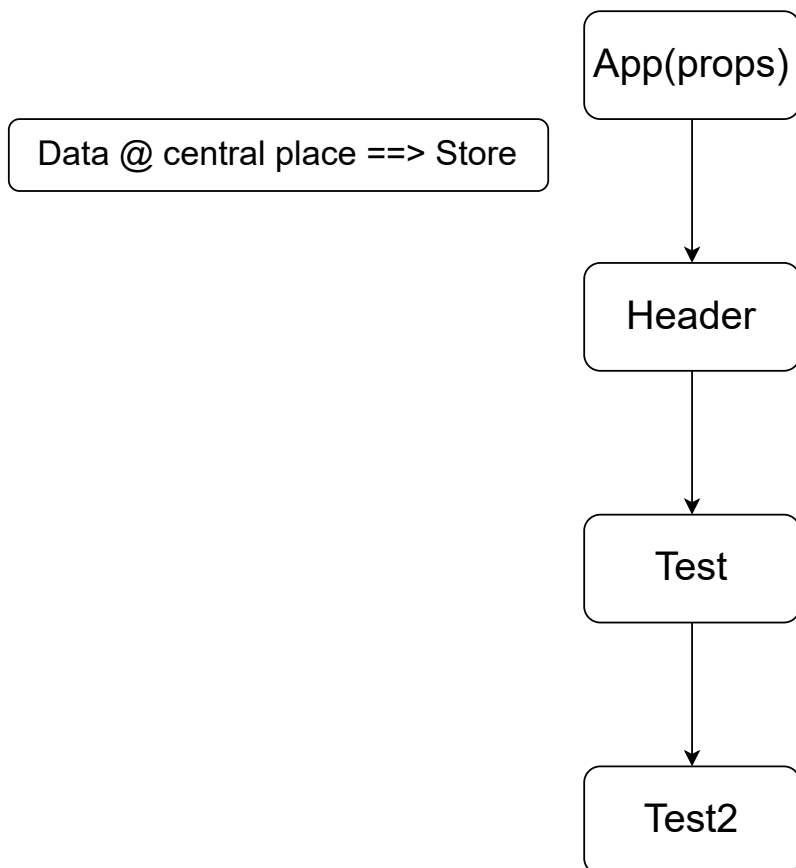 App(props)
Data @ central place ==> Store
Header
Test
Test2